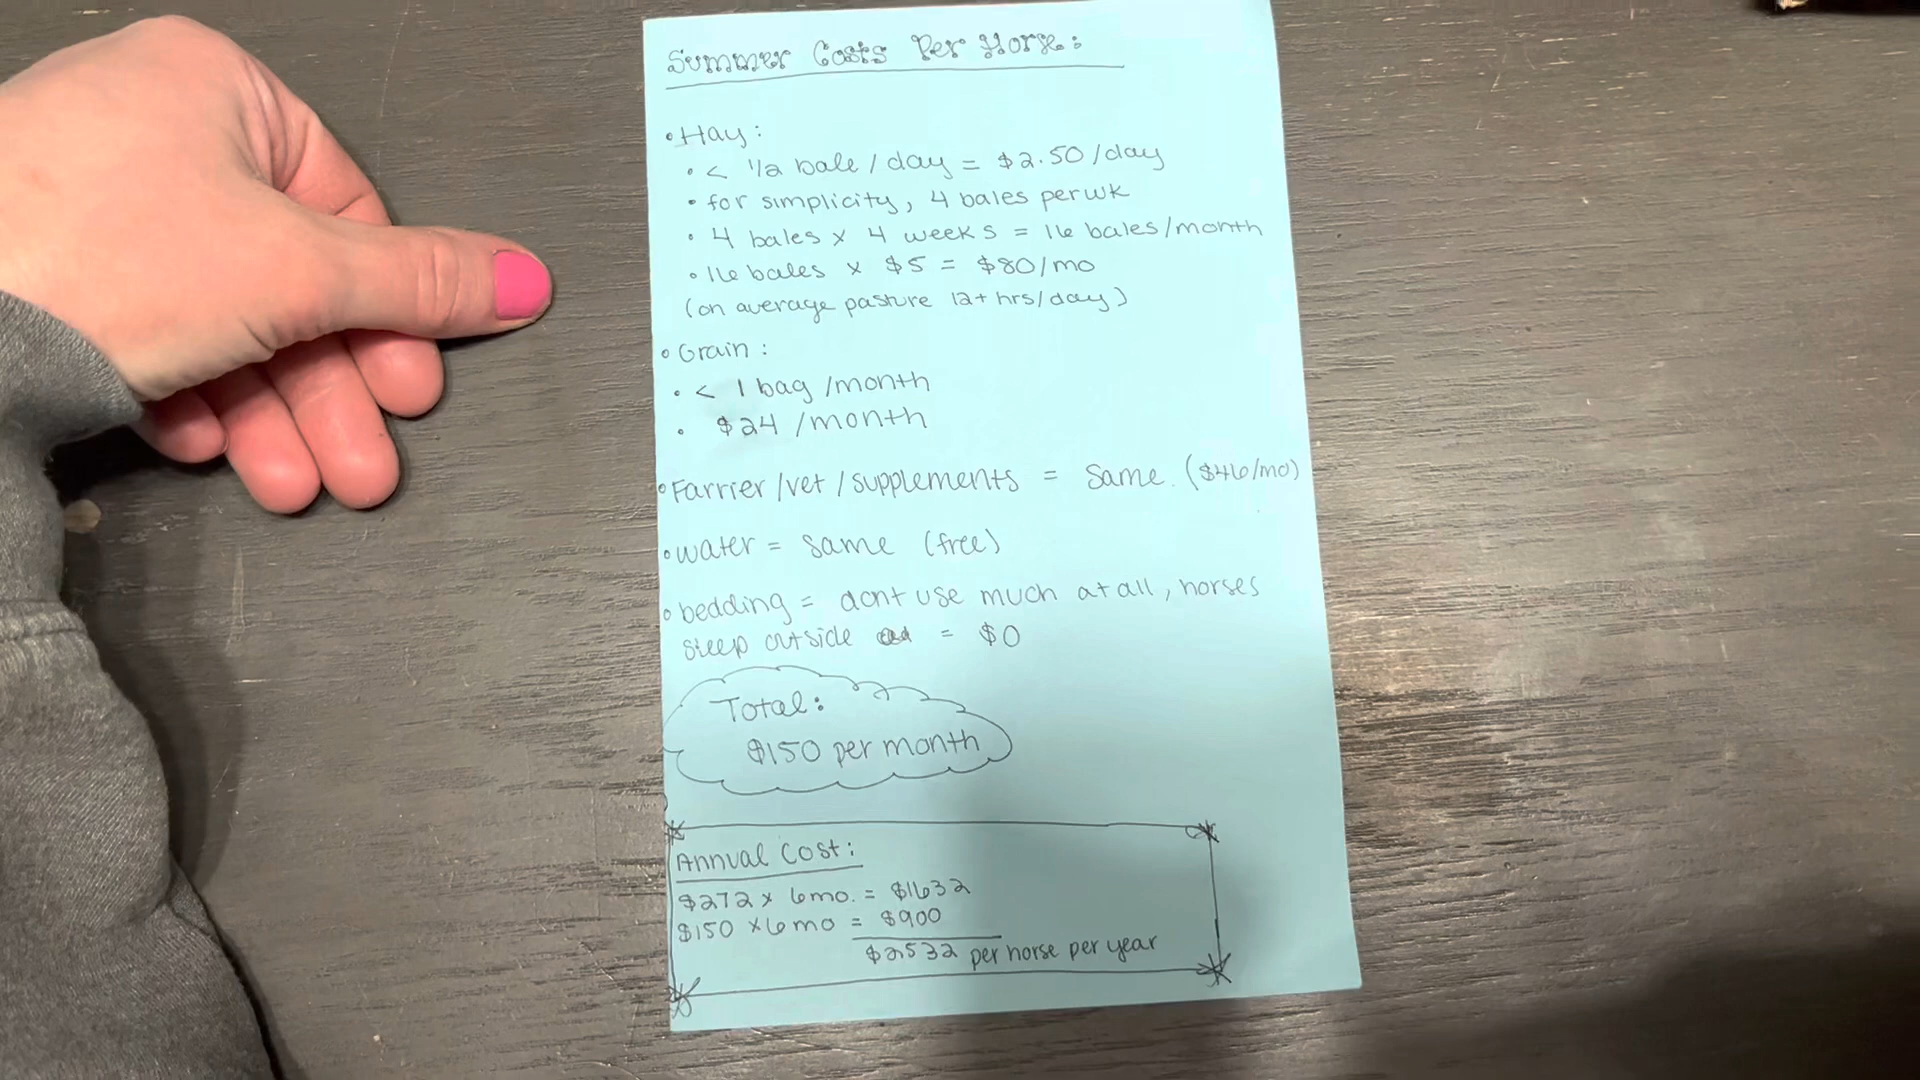 Summer Costs Per Horse:
• Hay:
• < 1/2 bale / day = $2.50 /day
• for simplicity, 4 bales per wk
• 4 bales x 4 weeks = 16 bales/month
• 16 bales x $5 = $80/mo
(on average pasture 12+ hrs/day)
• Grain:
• < 1 bag /month
• $24 /month
• Farrier /vet /supplements = same. ($46/mo)
• water = same (free)
• bedding = dont use much at all, horses
sleep outside = $0
Total:
$150 per month
Annual Cost:
$272 x 6mo. = $1632
$150 x 6 mo = $900
$2532 per horse per year